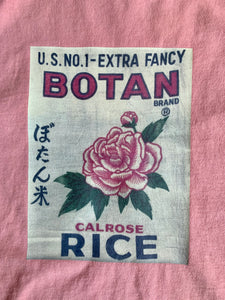 U.S. NO.1-EXTRA FANCY
BOTAN
BRAND
®
ぼたん米
CALROSE
RICE